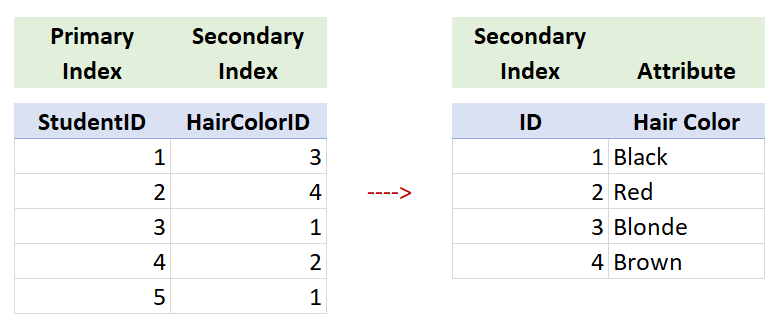 Primary Index Secondary Index
StudentID HairColorID
1 3
2 4
3 1
4 2
5 1
---->
Secondary Index Attribute
ID Hair Color
1 Black
2 Red
3 Blonde
4 Brown